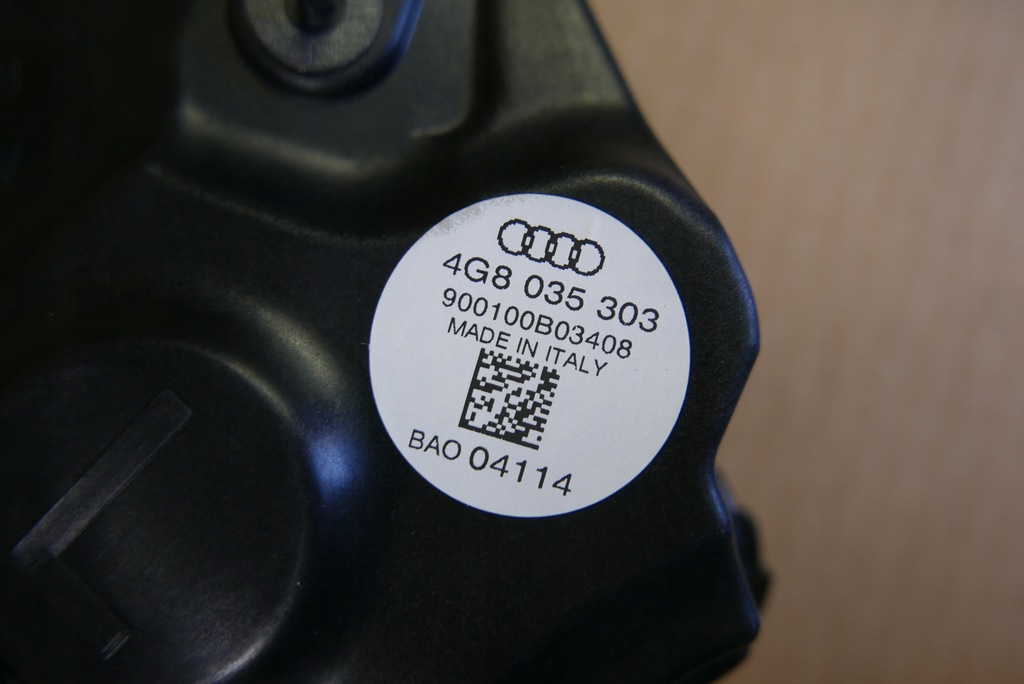 4G8 035 303
900100B03408
MADE IN ITALY
BAO 04114